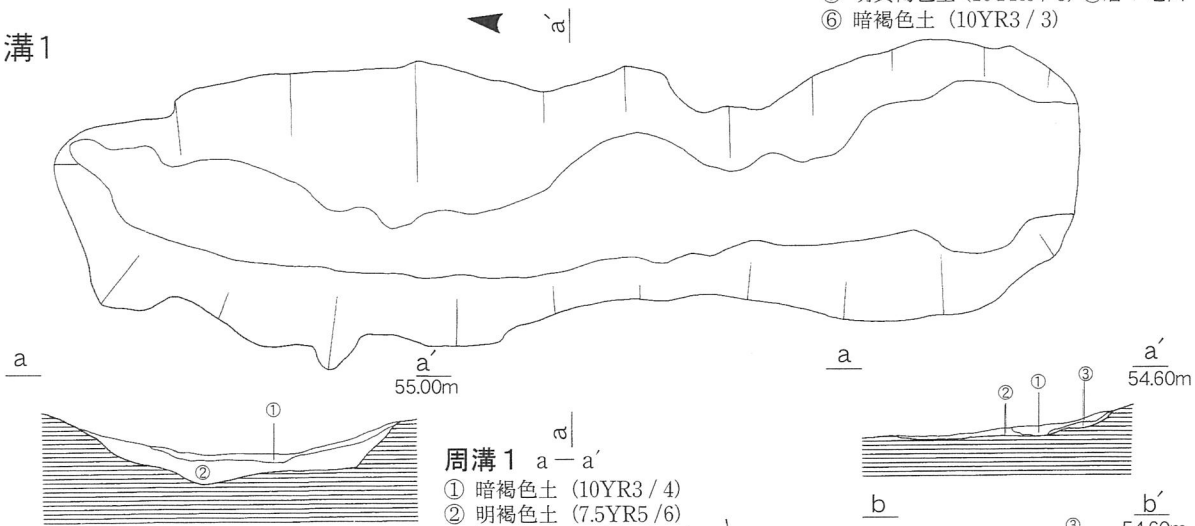 ⑥ 暗褐色土 (10YR3 / 3)
溝1
a′
a
a′
55.00m
a
a′
54.60m
①
②
②
①
③
a
周溝1 a－a′
① 暗褐色土 (10YR3 / 4)
② 明褐色土 (7.5YR5 / 6)
b
b′
③